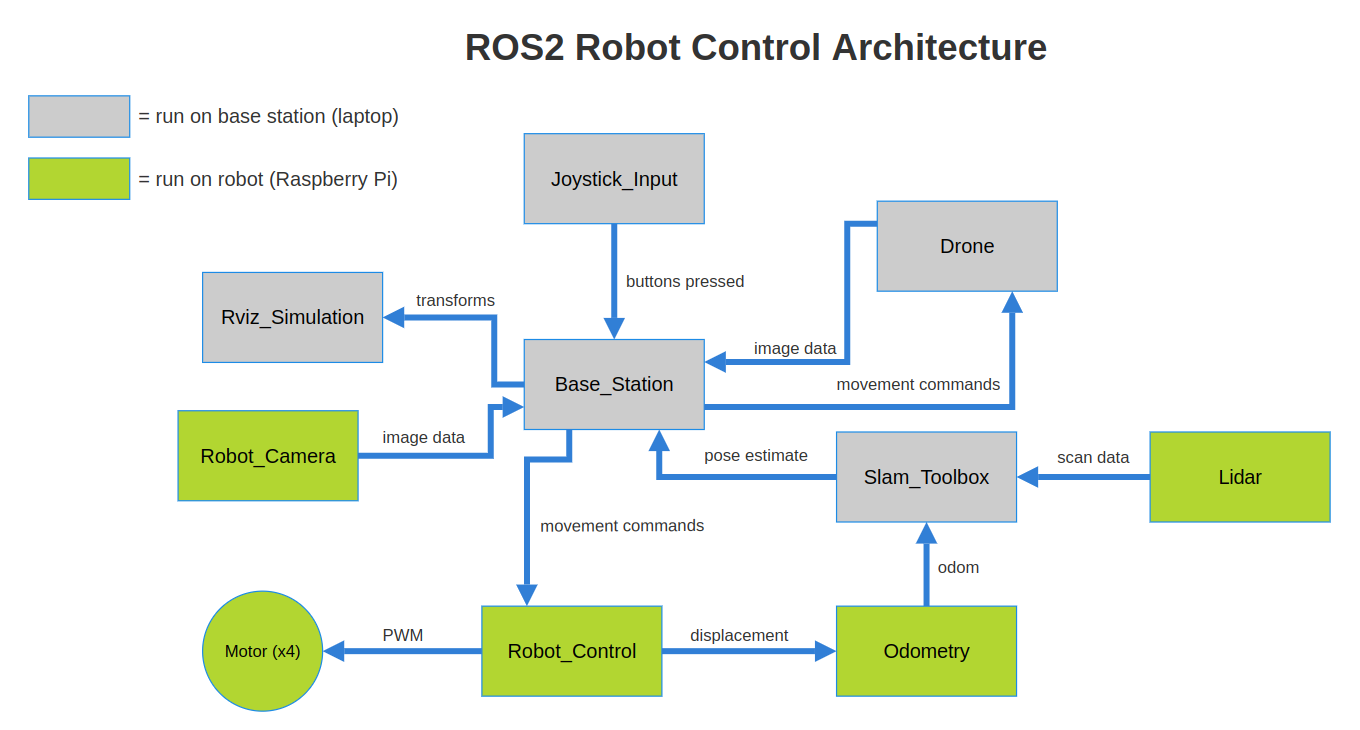 ROS2 Robot Control Architecture
= run on base station (laptop)
= run on robot (Raspberry Pi)
Joystick_Input
Drone
buttons pressed
transforms
Rviz_Simulation
image data
Base_Station
movement commands
Robot_Camera
image data
pose estimate
Slam_Toolbox
scan data
Lidar
movement commands
odom
Motor (x4)
PWM
Robot_Control
displacement
Odometry